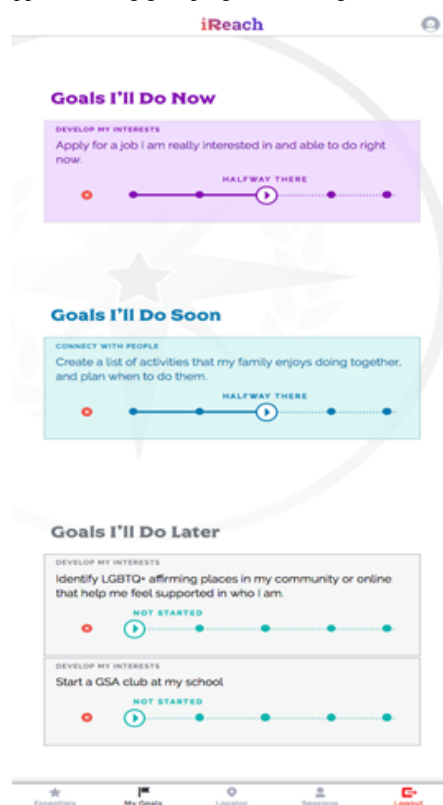 iReach
Goals I'll Do Now
DEVELOP MY INTERESTS
Apply for a job I am really interested in and able to do right
now.
HALFWAY THERE
Goals I'll Do Soon
CONNECT WITH PEOPLE
Create a list of activities that my family enjoys doing together,
and plan when to do them.
HALFWAY THERE
Goals I'll Do Later
DEVELOP MY INTERESTS
Identify LGBTQ+ affirming places in my community or online
that help me feel supported in who I am.
NOT STARTED
DEVELOP MY INTERESTS
Start a GSA club at my school
NOT STARTED
Essentials My Goals Locator Sessions Logout